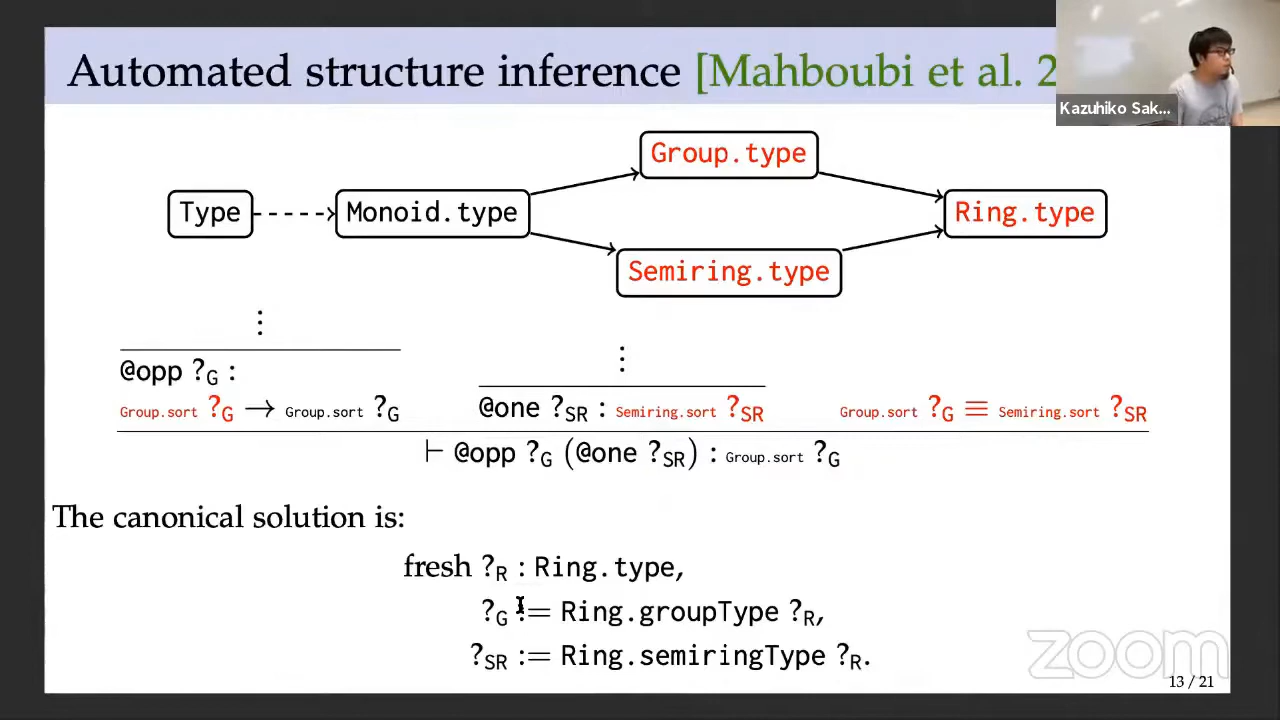 Automated structure inference [Mahboubi et al. 2
Kazuhiko Sak...
Group.type
Type
Monoid.type
Ring.type
Semiring.type
⋮
⋮
@opp ?G :
Group.sort ?G → Group.sort ?G
@one ?SR : Semiring.sort ?SR
Group.sort ?G ≡ Semiring.sort ?SR
⊢ @opp ?G (@one ?SR) : Group.sort ?G
The canonical solution is:
fresh ?R : Ring.type,
?G := Ring.groupType ?R,
?SR := Ring.semiringType ?R.
zoom
13 / 21